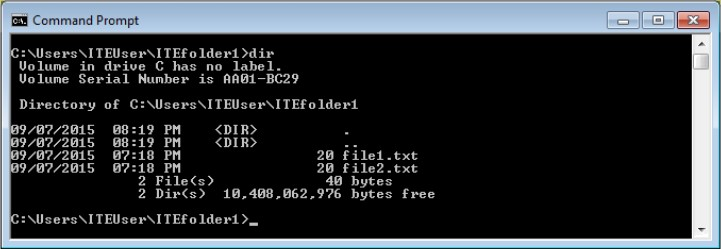 Command Prompt
C:\Users\ITEUser\ITEfolder1>dir
 Volume in drive C has no label.
 Volume Serial Number is AA01-BC29

 Directory of C:\Users\ITEUser\ITEfolder1

09/07/2015  08:19 PM    <DIR>          .
09/07/2015  08:19 PM    <DIR>          ..
09/07/2015  07:18 PM                20 file1.txt
09/07/2015  07:18 PM                20 file2.txt
               2 File(s)             40 bytes
               2 Dir(s)  10,408,062,976 bytes free

C:\Users\ITEUser\ITEfolder1>_